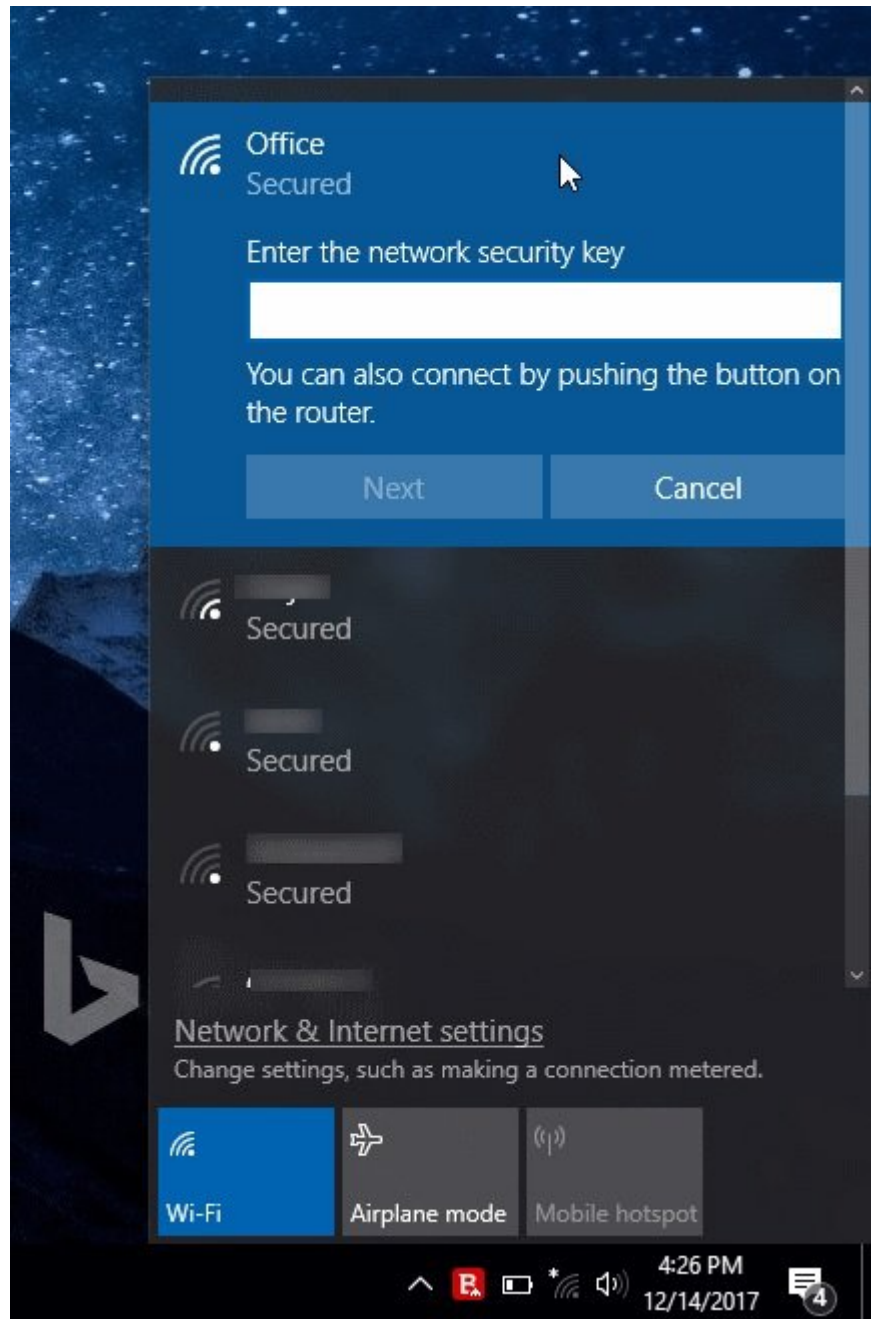 Office
Secured
Enter the network security key
You can also connect by pushing the button on
the router.
Next
Cancel
Secured
Secured
Secured
Network & Internet settings
Change settings, such as making a connection metered.
Wi-Fi
Airplane mode
Mobile hotspot
4:26 PM
12/14/2017
4